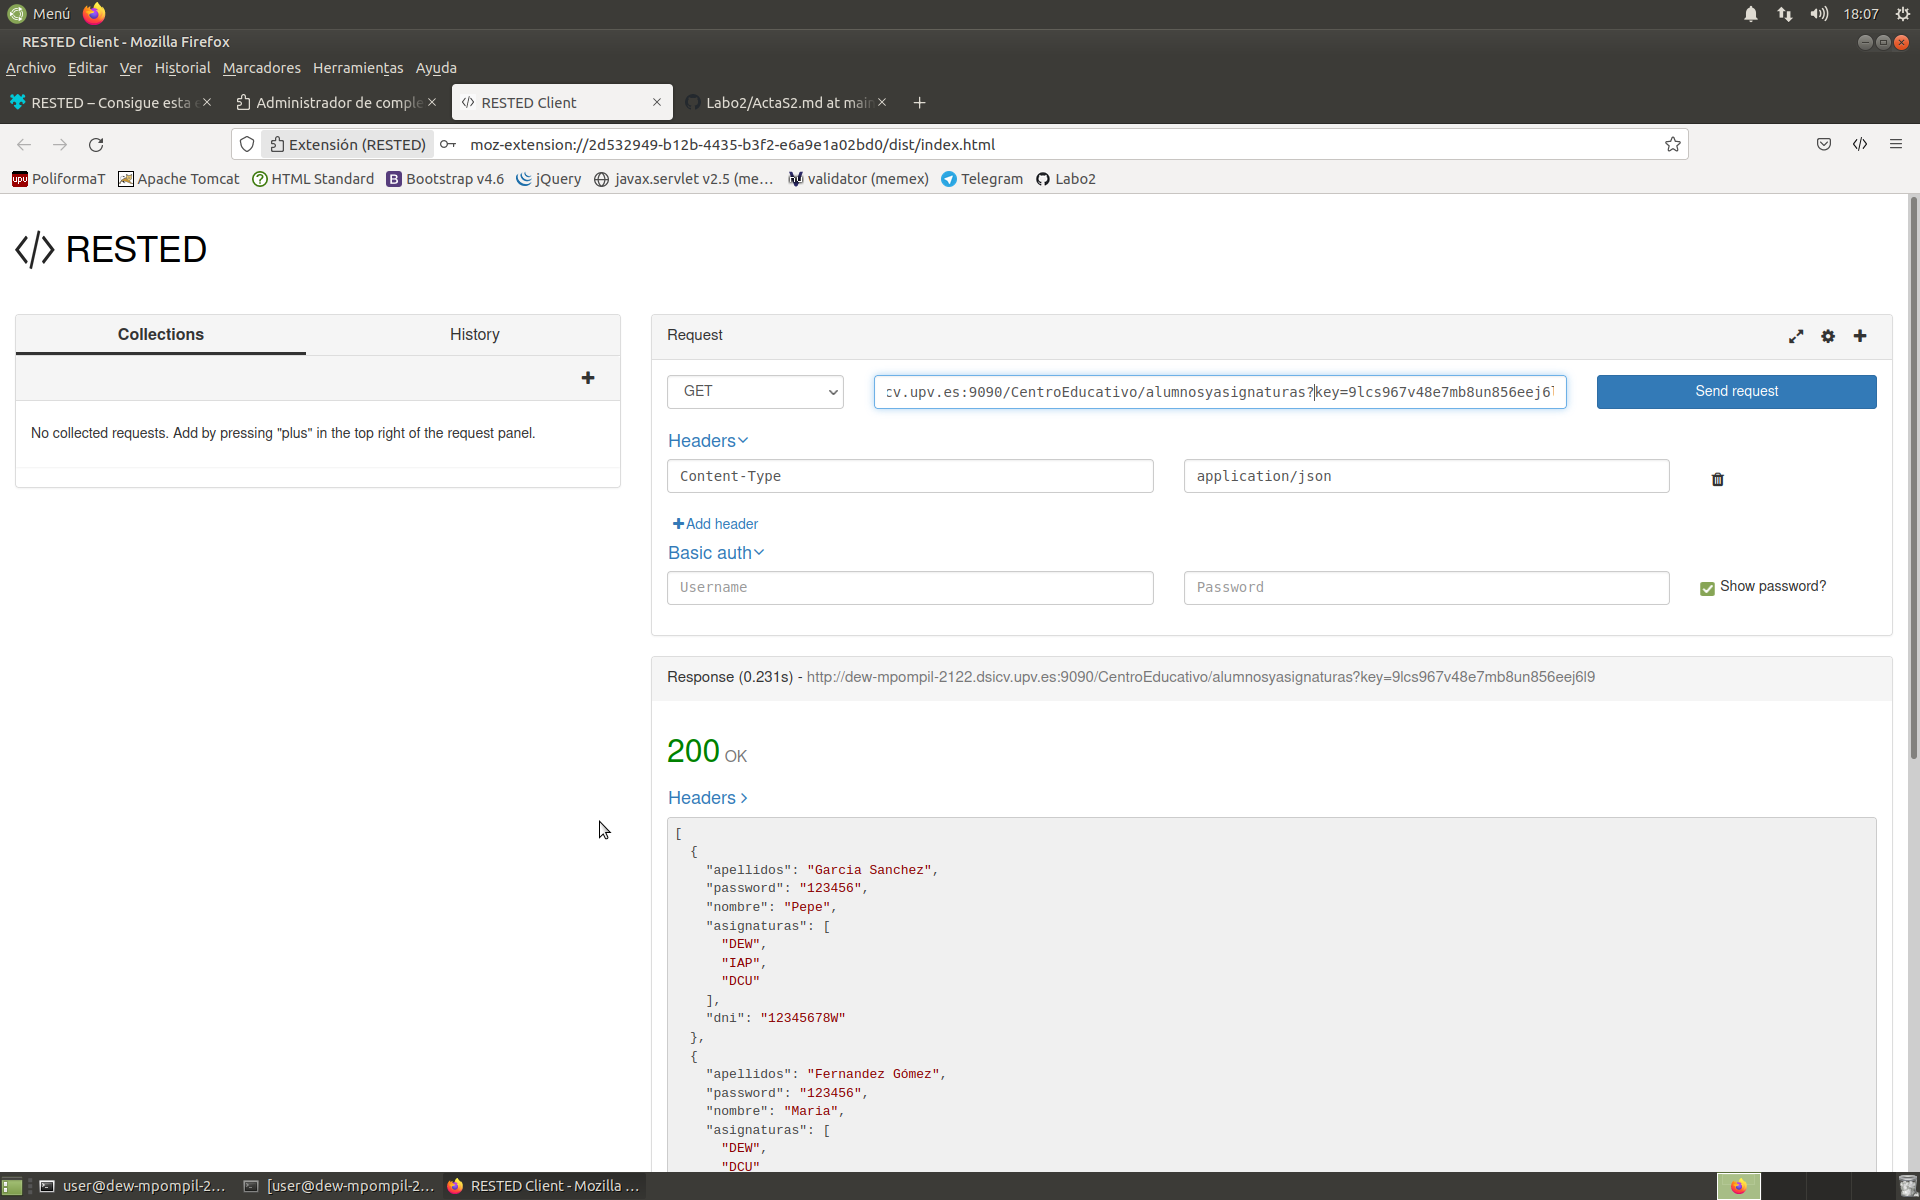 Menú
18:07
RESTED Client - Mozilla Firefox
Archivo Editar Ver Historial Marcadores Herramientas Ayuda
RESTED – Consigue esta
Administrador de comple
RESTED Client
Labo2/ActaS2.md at main
Extensión (RESTED)
moz-extension://2d532949-b12b-4435-b3f2-e6a9e1a02bd0/dist/index.html
PoliformaT Apache Tomcat HTML Standard Bootstrap v4.6 jQuery javax.servlet v2.5 (me... validator (memex) Telegram Labo2
</> RESTED
Collections
History
No collected requests. Add by pressing "plus" in the top right of the request panel.
Request
GET
cv.upv.es:9090/CentroEducativo/alumnosyasignaturas?key=9lcs967v48e7mb8un856eej6l
Send request
Headers
Content-Type
application/json
Add header
Basic auth
Username
Password
Show password?
Response (0.231s) - http://dew-mpompil-2122.dsicv.upv.es:9090/CentroEducativo/alumnosyasignaturas?key=9lcs967v48e7mb8un856eej6l9
200 OK
Headers
[
{
"apellidos": "Garcia Sanchez",
"password": "123456",
"nombre": "Pepe",
"asignaturas": [
"DEW",
"IAP",
"DCU"
],
"dni": "12345678W"
},
{
"apellidos": "Fernandez Gómez",
"password": "123456",
"nombre": "Maria",
"asignaturas": [
"DEW",
"DCU"
user@dew-mpompil-2...
[user@dew-mpompil-2...
RESTED Client - Mozilla ...